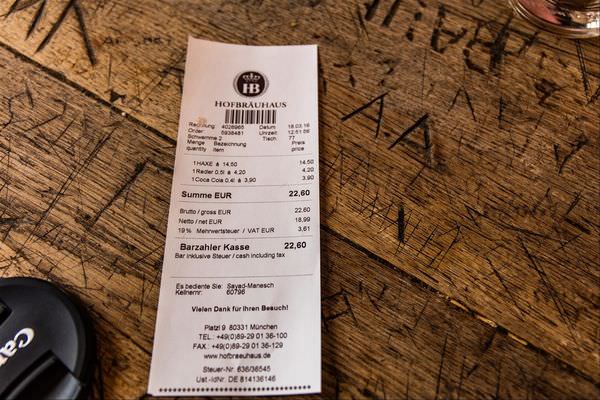 HB
HOFBRÄUHAUS
Rechnung 4026965 Datum 18.03.16
Order: 5938481 Uhrzeit 12:51:06
Schwemme 2 Tisch: 77
Menge Bezeichnung Preis
quantity item price
1 HAXE à 14,50 14,50
1 Radler 0,5l à 4,20 4,20
1 Coca Cola 0,4l à 3,90 3,90
Summe EUR 22,60
Brutto / gross EUR 22,60
Netto / net EUR 18,99
19% Mehrwertsteuer / VAT EUR 3,61
Barzahler Kasse 22,60
Bar inklusive Steuer / cash including tax
Es bediente Sie: Sayad-Manesch
Kellnernr: 60796
Vielen Dank für Ihren Besuch!
Platzl 9 80331 München
TEL.: +49(0)89-29 01 36-100
FAX.: +49(0)89-29 01 36-129
www.hofbraeuhaus.de
Steuer-Nr. 636/36545
Ust.-IdNr. DE 814136146